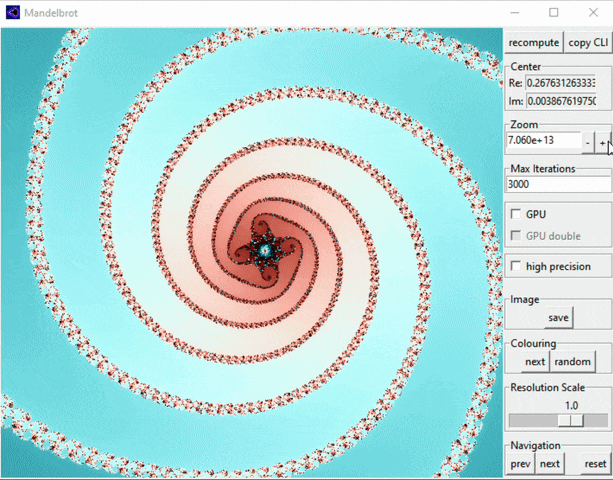 Mandelbrot
recompute copy CLI
Center
Re: 0.267631263333
Im: 0.003867619750
Zoom
7.060e+13 - +
Max Iterations
3000
GPU
GPU double
high precision
Image
save
Colouring
next random
Resolution Scale
1.0
Navigation
prev next reset